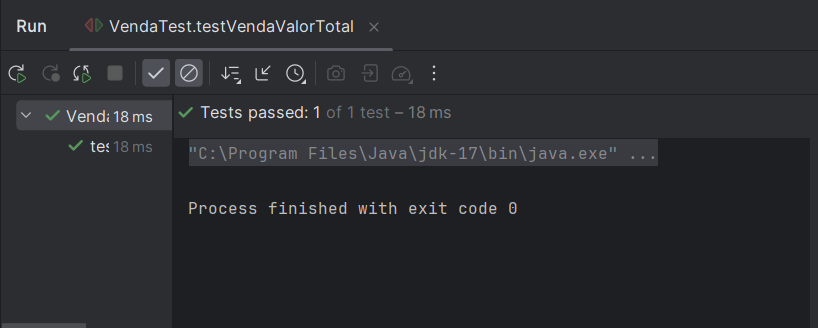 Run
VendaTest.testVendaValorTotal
Venda 18 ms
Tests passed: 1 of 1 test – 18 ms
tes 18 ms
"C:\Program Files\Java\jdk-17\bin\java.exe" ...
Process finished with exit code 0